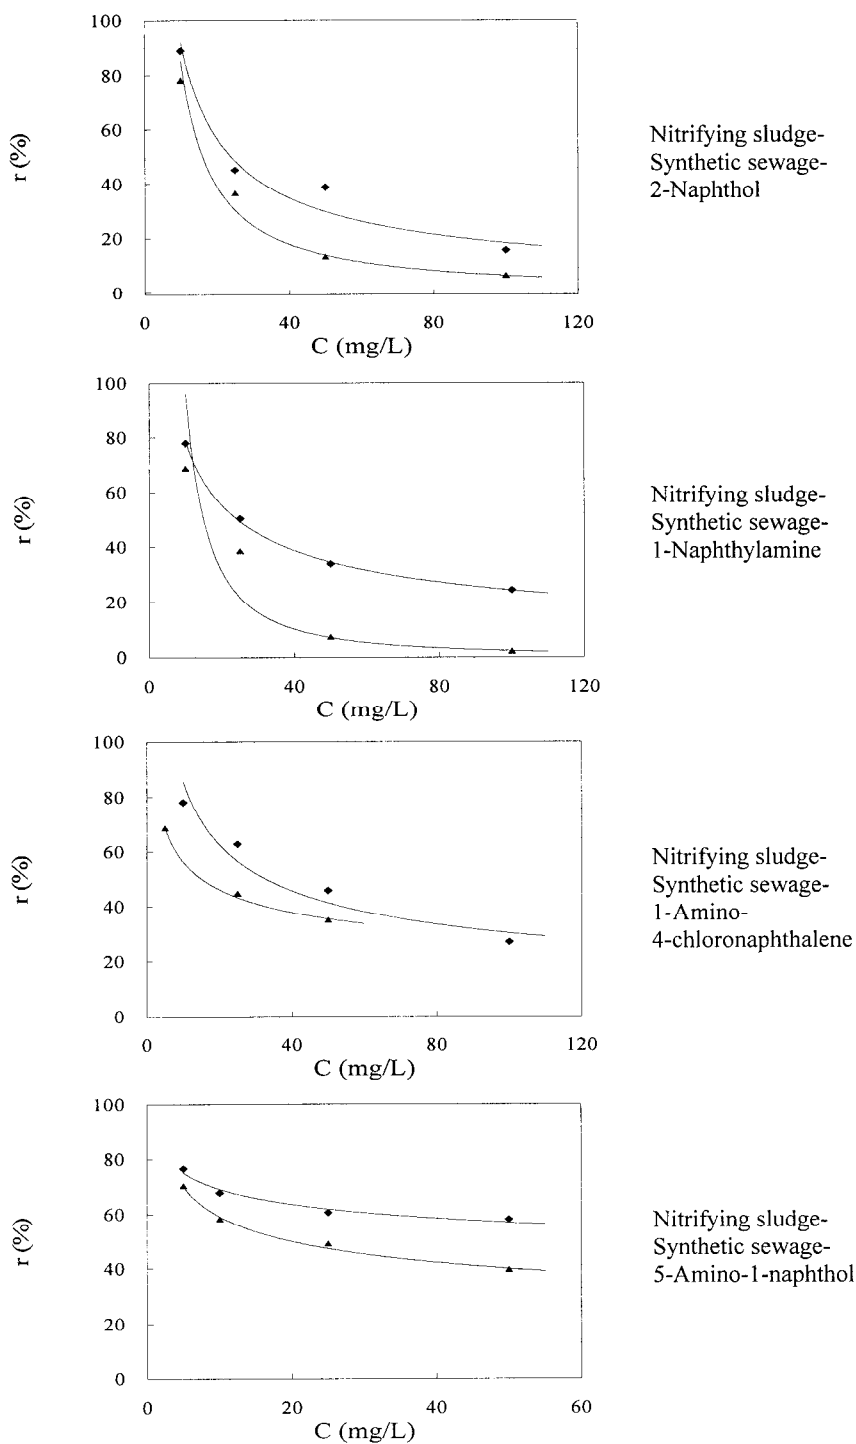 100
80
60
40
20
0
r (%)
0 40 80 120
C (mg/L)
Nitrifying sludge-
Synthetic sewage-
2-Naphthol
100
80
60
40
20
0
r (%)
0 40 80 120
C (mg/L)
Nitrifying sludge-
Synthetic sewage-
1-Naphthylamine
100
80
60
40
20
0
r (%)
0 40 80 120
C (mg/L)
Nitrifying sludge-
Synthetic sewage-
1-Amino-
4-chloronaphthalene
100
80
60
40
20
0
r (%)
0 20 40 60
C (mg/L)
Nitrifying sludge-
Synthetic sewage-
5-Amino-1-naphthol